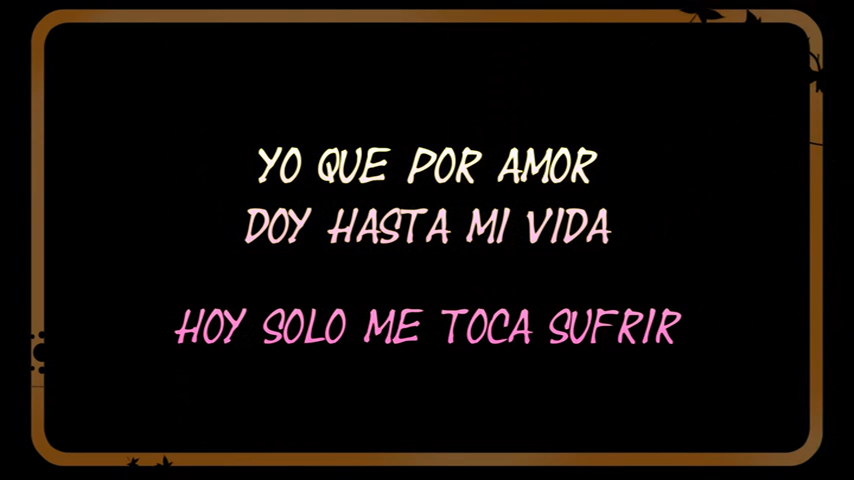 YO QUE POR AMOR
DOY HASTA MI VIDA
HOY SOLO ME TOCA SUFRIR